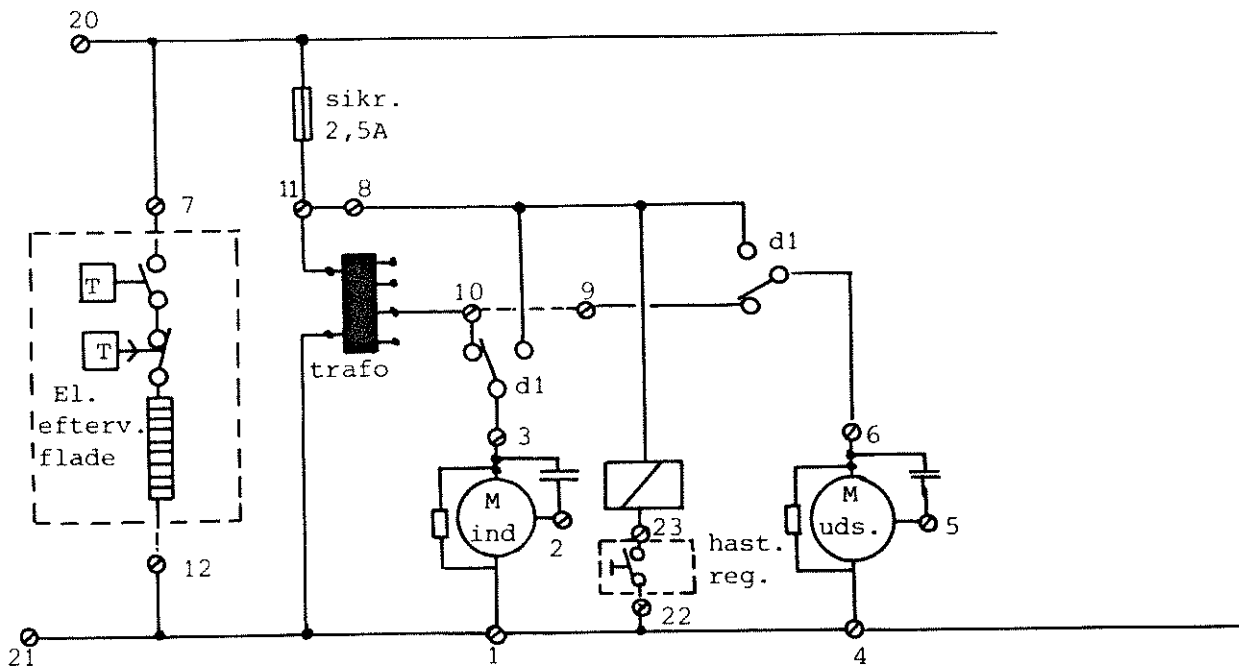 20
sikr.
2,5A
7
11
8
d1
T
10
9
T
trafo
d1
El.
efterv.
flade
3
6
M
ind
2
23
hast.
reg.
M
uds.
5
12
22
21
1
4